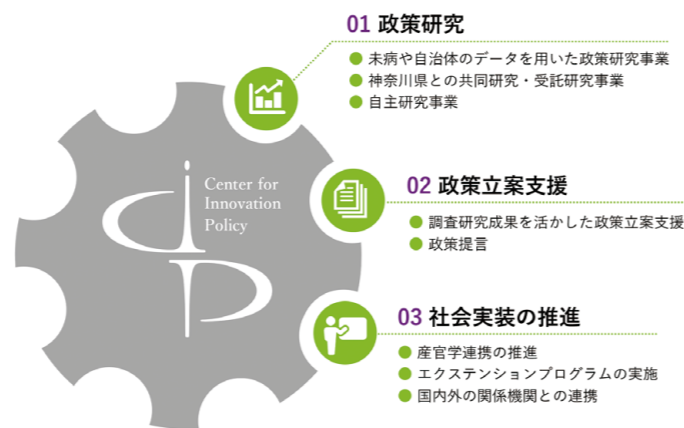 01 政策研究
● 未病や自治体のデータを用いた政策研究事業
● 神奈川県との共同研究・受託研究事業
● 自主研究事業
Center for
Innovation
Policy
cip
02 政策立案支援
● 調査研究成果を活かした政策立案支援
● 政策提言
03 社会実装の推進
● 産官学連携の推進
● エクステンションプログラムの実施
● 国内外の関係機関との連携